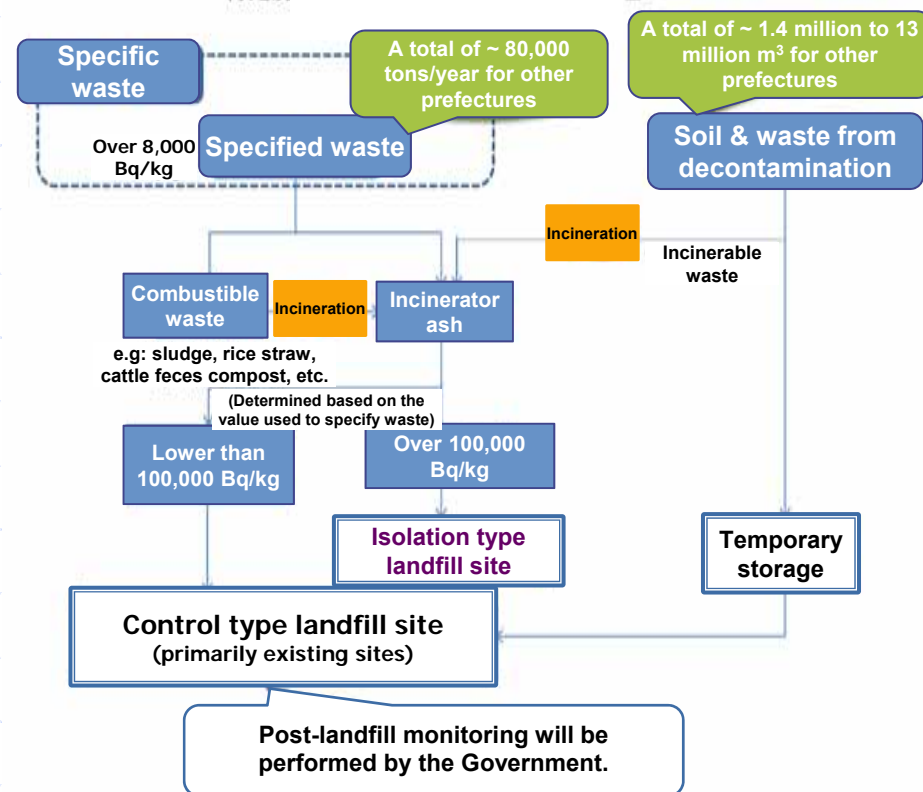 Specific
waste
A total of ~ 80,000
tons/year for other
prefectures
A total of ~ 1.4 million to 13
million m³ for other
prefectures
Over 8,000
Bq/kg
Specified waste
Soil & waste from
decontamination
Incineration
Incinerable
waste
Combustible
waste
Incineration
Incinerator
ash
e.g: sludge, rice straw,
cattle feces compost, etc.
(Determined based on the
value used to specify waste)
Lower than
100,000 Bq/kg
Over 100,000
Bq/kg
Isolation type
landfill site
Temporary
storage
Control type landfill site
(primarily existing sites)
Post-landfill monitoring will be
performed by the Government.